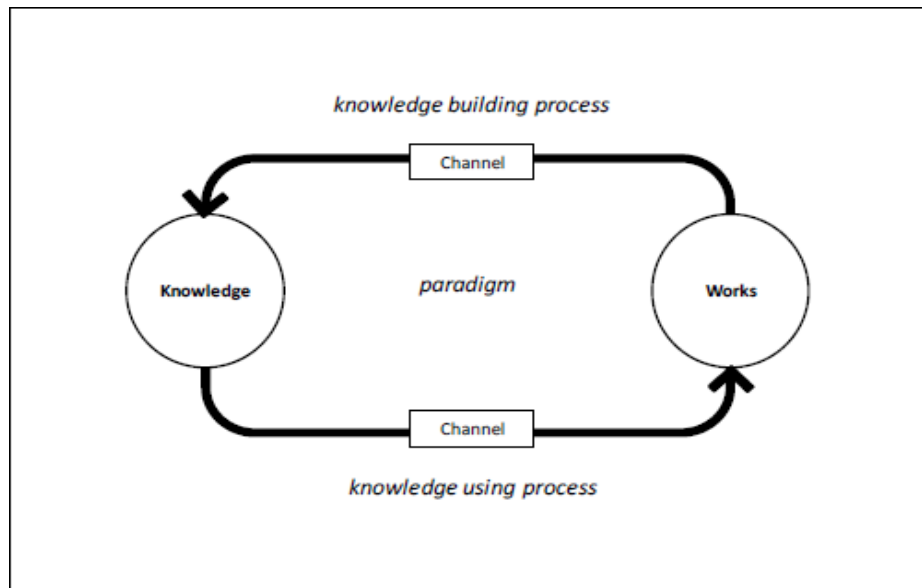 knowledge building process
Channel
Knowledge
paradigm
Works
Channel
knowledge using process